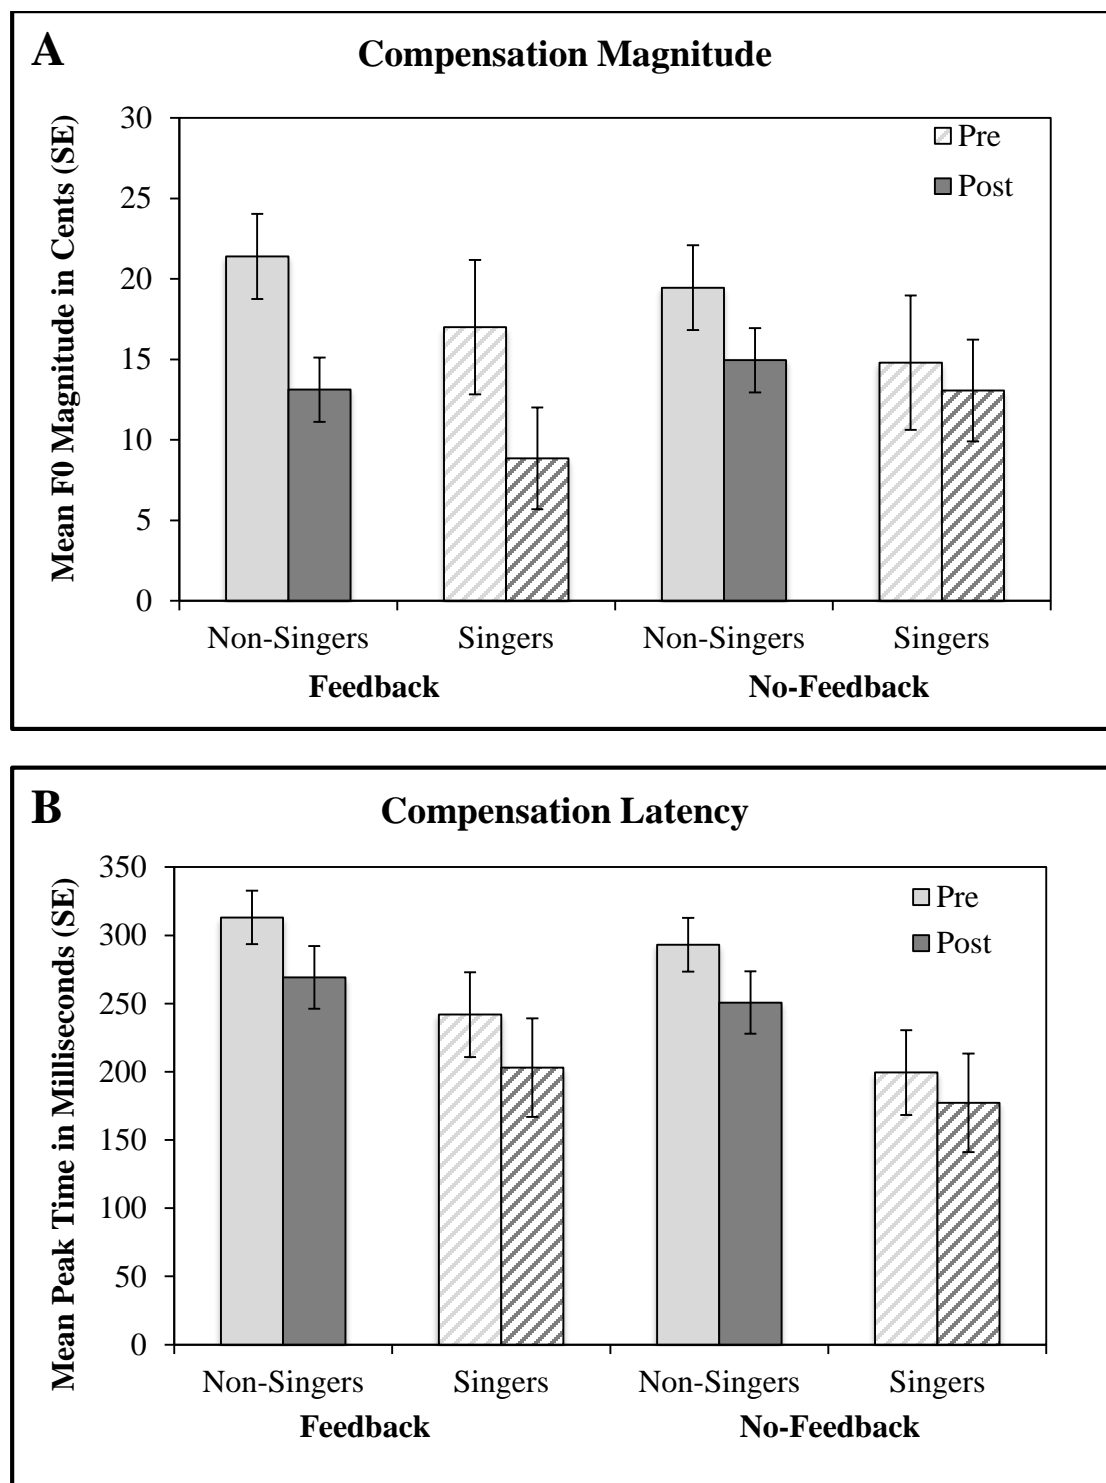 A
Compensation Magnitude
Mean F0 Magnitude in Cents (SE)
30
25
20
15
10
5
0
Pre
Post
Non-Singers Singers Non-Singers Singers
Feedback No-Feedback
B
Compensation Latency
Mean Peak Time in Milliseconds (SE)
350
300
250
200
150
100
50
0
Pre
Post
Non-Singers Singers Non-Singers Singers
Feedback No-Feedback